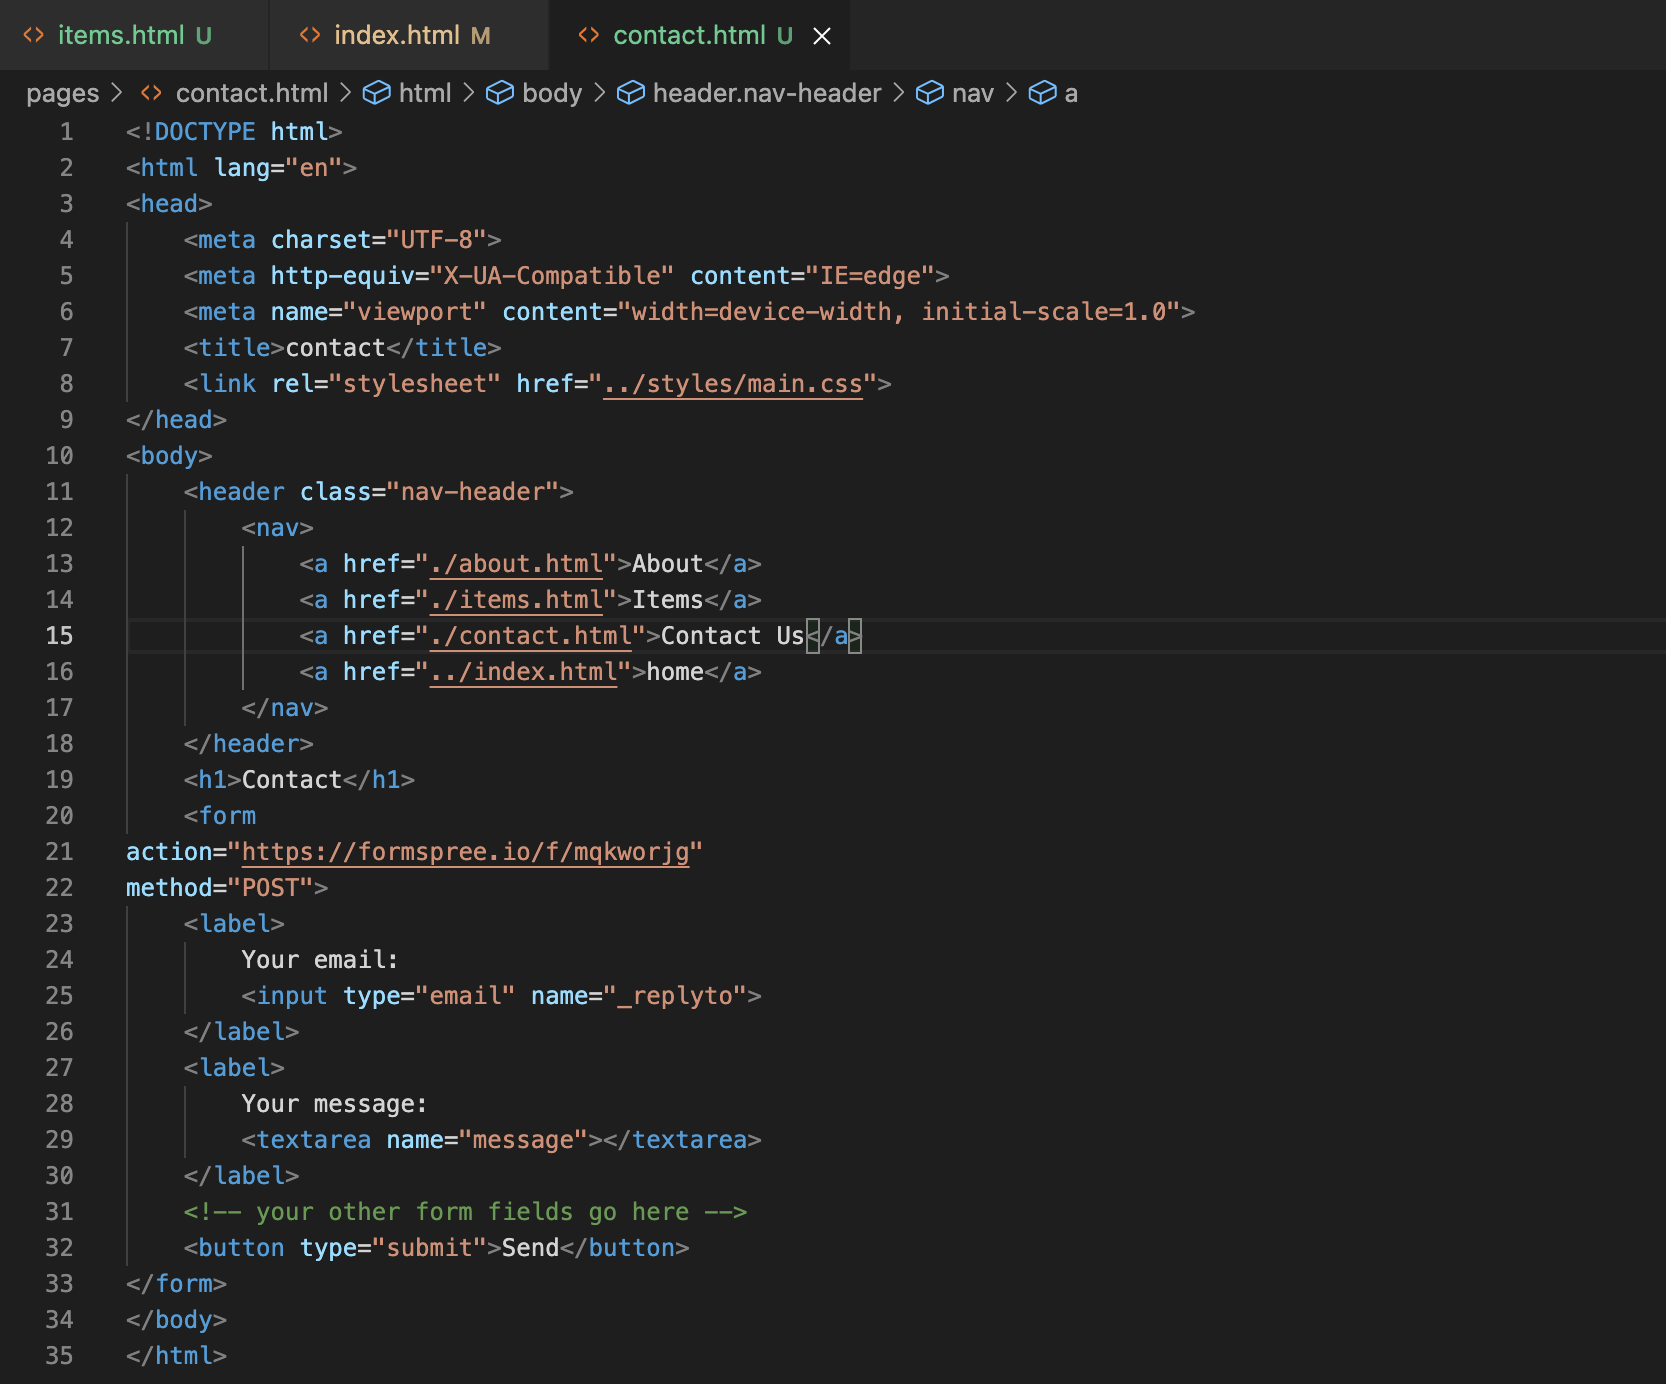 items.html U index.html M contact.html U
pages > contact.html > html > body > header.nav-header > nav > a
1 <!DOCTYPE html>
2 <html lang="en">
3 <head>
4     <meta charset="UTF-8">
5     <meta http-equiv="X-UA-Compatible" content="IE=edge">
6     <meta name="viewport" content="width=device-width, initial-scale=1.0">
7     <title>contact</title>
8     <link rel="stylesheet" href="../styles/main.css">
9 </head>
10 <body>
11     <header class="nav-header">
12         <nav>
13             <a href="./about.html">About</a>
14             <a href="./items.html">Items</a>
15             <a href="./contact.html">Contact Us</a>
16             <a href="../index.html">home</a>
17         </nav>
18     </header>
19     <h1>Contact</h1>
20     <form
21 action="https://formspree.io/f/mqkworjg"
22 method="POST">
23     <label>
24         Your email:
25         <input type="email" name="_replyto">
26     </label>
27     <label>
28         Your message:
29         <textarea name="message"></textarea>
30     </label>
31     <!-- your other form fields go here -->
32     <button type="submit">Send</button>
33 </form>
34 </body>
35 </html>